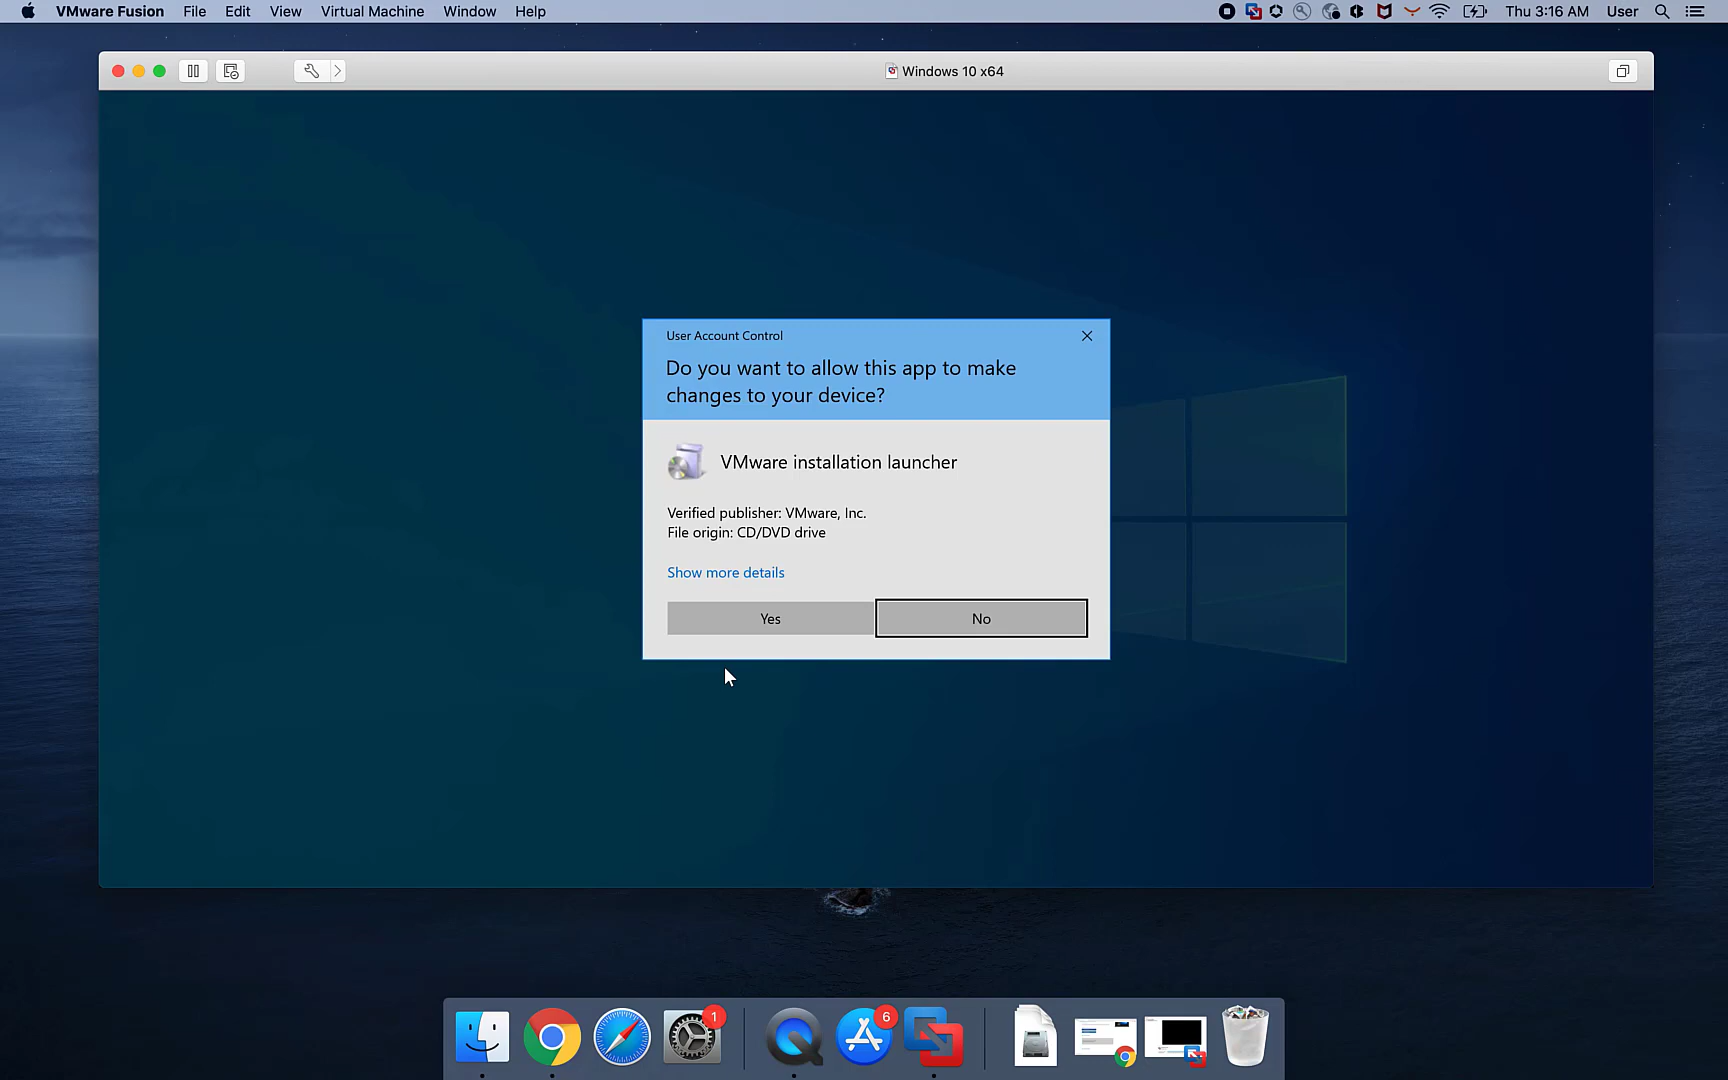 VMware Fusion File Edit View Virtual Machine Window Help Thu 3:16 AM User
Windows 10 x64
User Account Control
Do you want to allow this app to make
changes to your device?
VMware installation launcher
Verified publisher: VMware, Inc.
File origin: CD/DVD drive
Show more details
Yes No
1 6